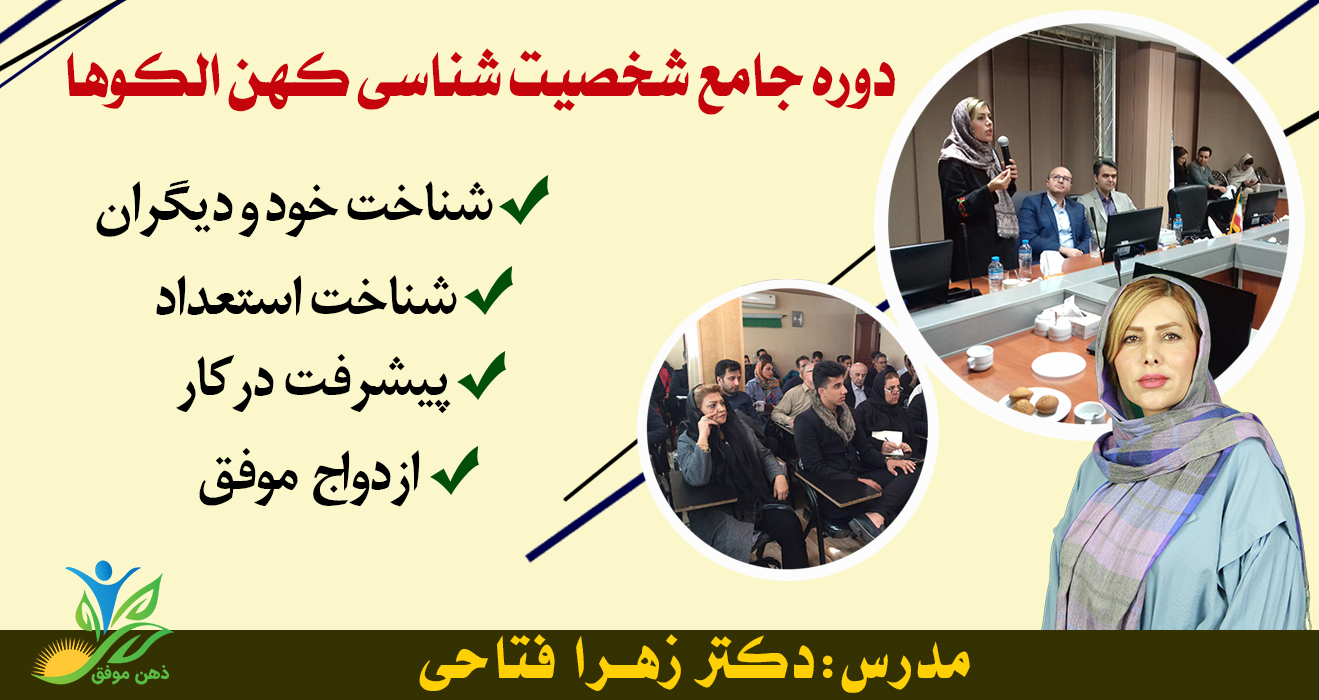 دوره جامع شخصیت شناسی کهن الگوها
شناخت خود و دیگران
شناخت استعداد
پیشرفت در کار
ازدواج موفق
مدرس: دکتر زهرا فتاحی
ذهن موفق